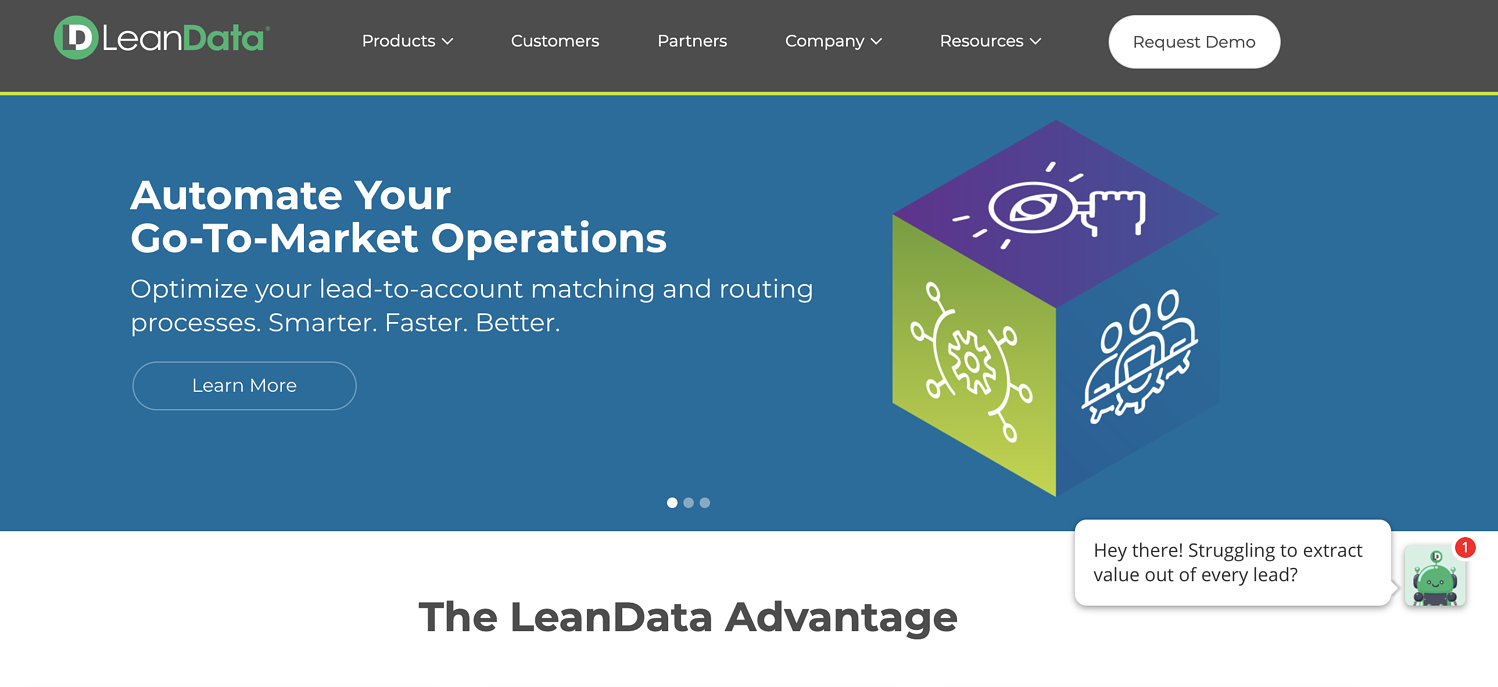 LeanData®
Products
Customers
Partners
Company
Resources
Request Demo
Automate Your
Go-To-Market Operations
Optimize your lead-to-account matching and routing
processes. Smarter. Faster. Better.
Learn More
Hey there! Struggling to extract
value out of every lead?
1
The LeanData Advantage